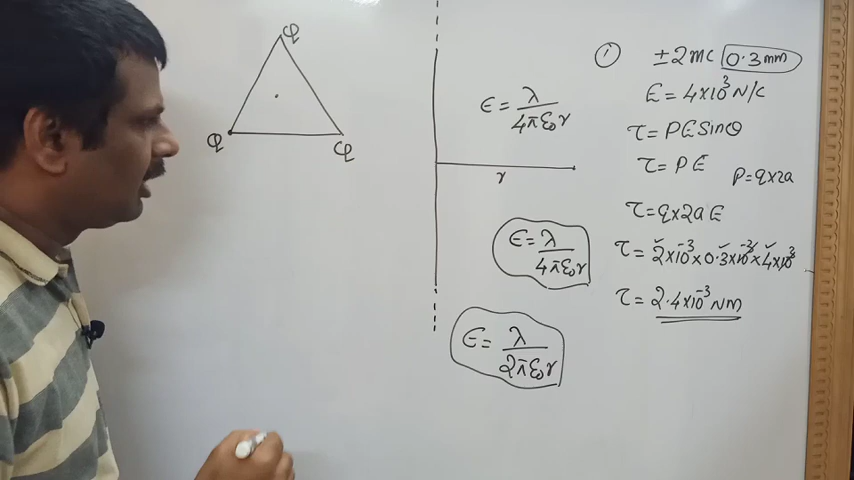 Q
Q
Q
E = λ / 4πε₀r
r
E = λ / 4πε₀r
E = λ / 2πε₀r
① ±2mc 0.3mm
E = 4×10³ N/C
τ = PE Sinθ
τ = PE
P = q×2a
τ = q×2a E
τ = 2×10⁻³×0.3×10⁻³×4×10³
τ = 2.4×10⁻³ Nm